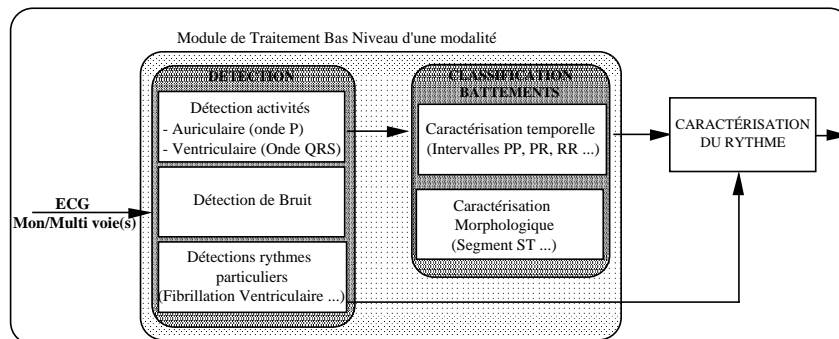 Module de Traitement Bas Niveau d'une modalité
DÉTECTION
Détection activités
- Auriculaire (onde P)
- Ventriculaire (Onde QRS)
Détection de Bruit
Détections rythmes
particuliers
(Fibrillation Ventriculaire ...)
ECG
Mon/Multi voie(s)
CLASSIFICATION
BATTEMENTS
Caractérisation temporelle
(Intervalles PP, PR, RR ...)
Caractérisation
Morphologique
(Segment ST ...)
CARACTÉRISATION
DU RYTHME